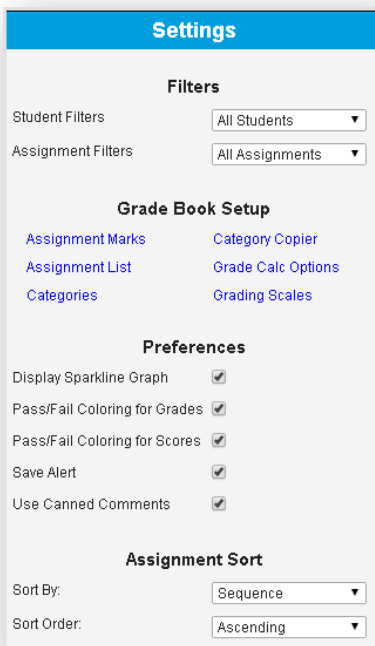 Settings
Filters
Student Filters All Students
Assignment Filters All Assignments
Grade Book Setup
Assignment Marks Category Copier
Assignment List Grade Calc Options
Categories Grading Scales
Preferences
Display Sparkline Graph
Pass/Fail Coloring for Grades
Pass/Fail Coloring for Scores
Save Alert
Use Canned Comments
Assignment Sort
Sort By: Sequence
Sort Order: Ascending